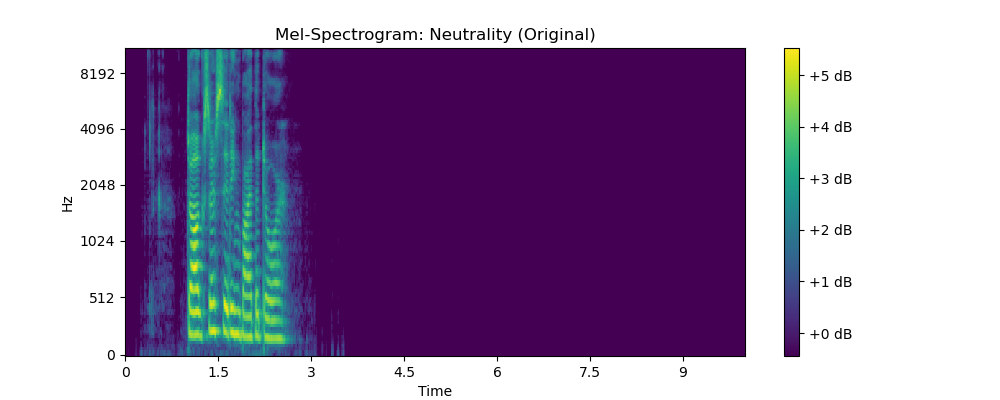 Mel-Spectrogram: Neutrality (Original)
Hz
8192
4096
2048
1024
512
0
0 1.5 3 4.5 6 7.5 9
Time
+5 dB
+4 dB
+3 dB
+2 dB
+1 dB
+0 dB